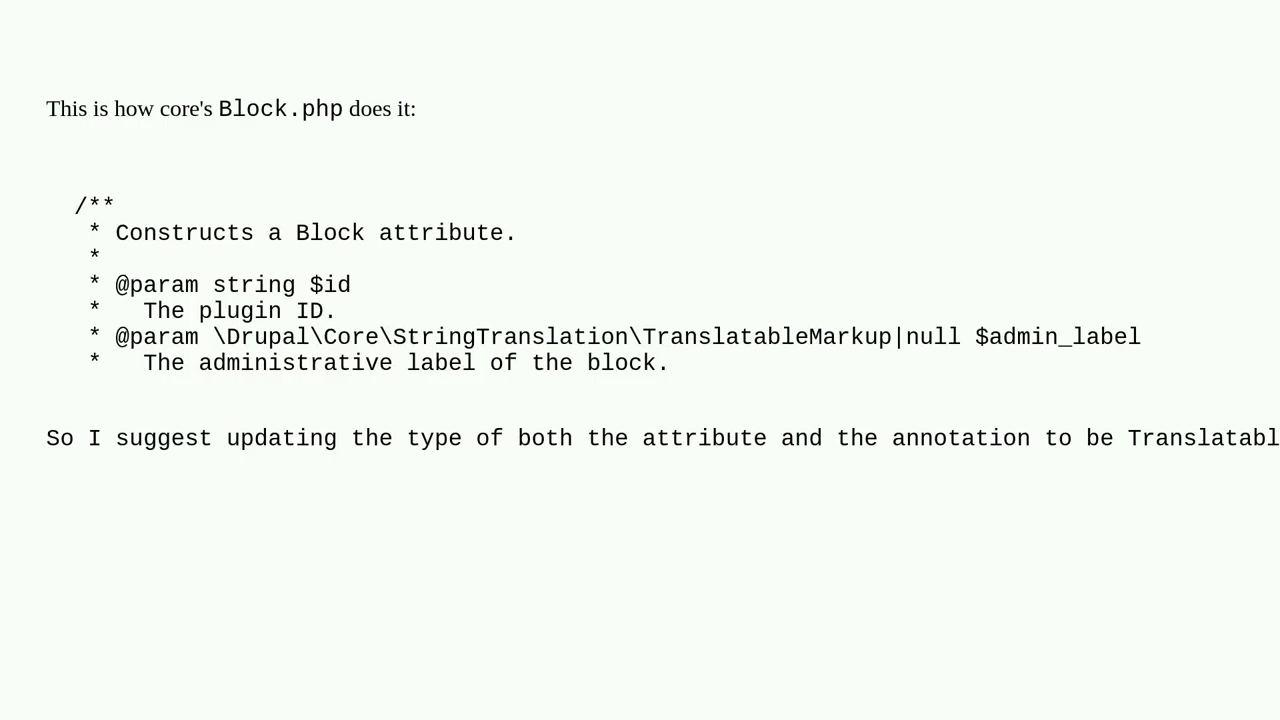 This is how core's Block.php does it:
/**
 * Constructs a Block attribute.
 *
 * @param string $id
 *   The plugin ID.
 * @param \Drupal\Core\StringTranslation\TranslatableMarkup|null $admin_label
 *   The administrative label of the block.
So I suggest updating the type of both the attribute and the annotation to be Translatabl